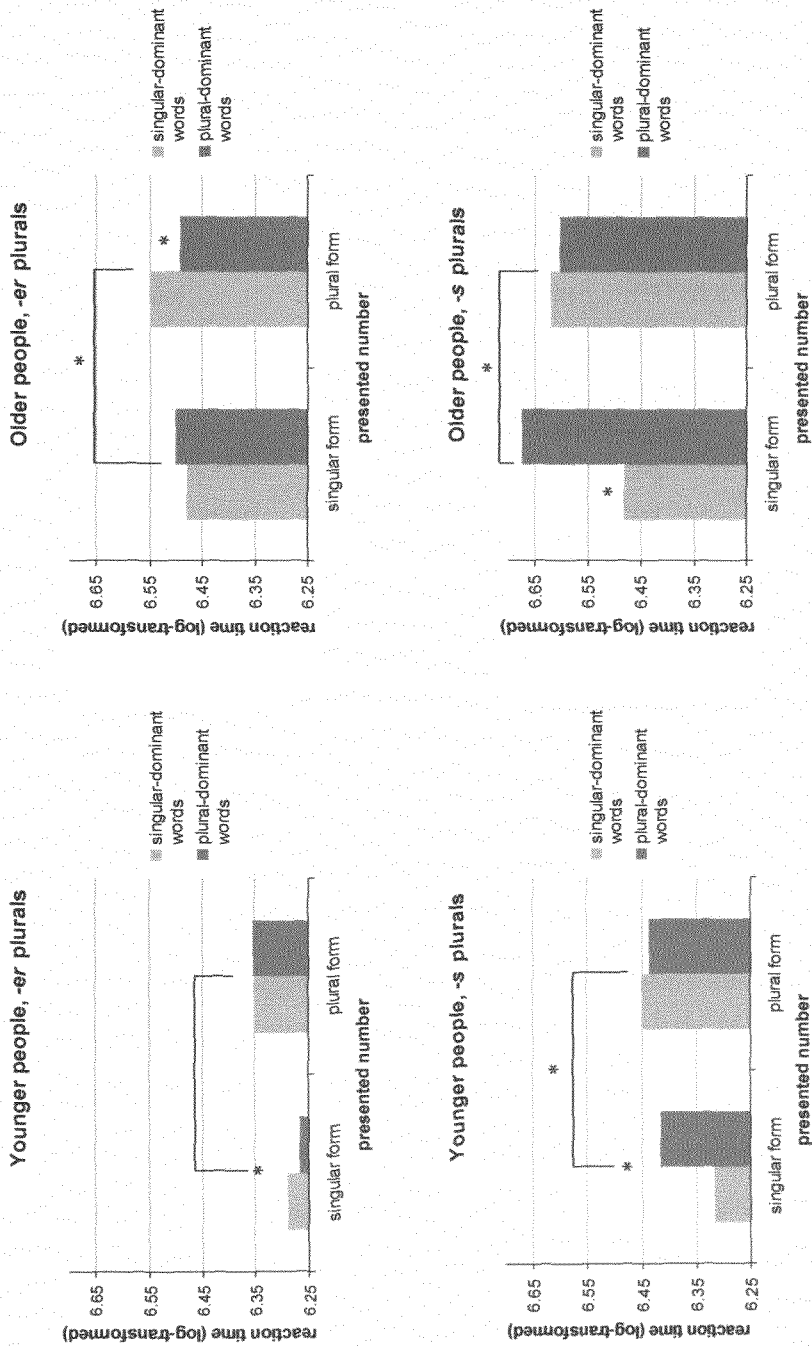 Younger people, -er plurals
reaction time (log-transformed)
6.65
6.55
6.45
6.35
6.25
*
singular form
plural form
presented number
singular-dominant
words
plural-dominant
words
Older people, -er plurals
reaction time (log-transformed)
6.65
6.55
6.45
6.35
6.25
*
*
singular form
plural form
presented number
singular-dominant
words
plural-dominant
words
Younger people, -s plurals
reaction time (log-transformed)
6.65
6.55
6.45
6.35
6.25
*
*
singular form
plural form
presented number
singular-dominant
words
plural-dominant
words
Older people, -s plurals
reaction time (log-transformed)
6.65
6.55
6.45
6.35
6.25
*
*
singular form
plural form
presented number
singular-dominant
words
plural-dominant
words